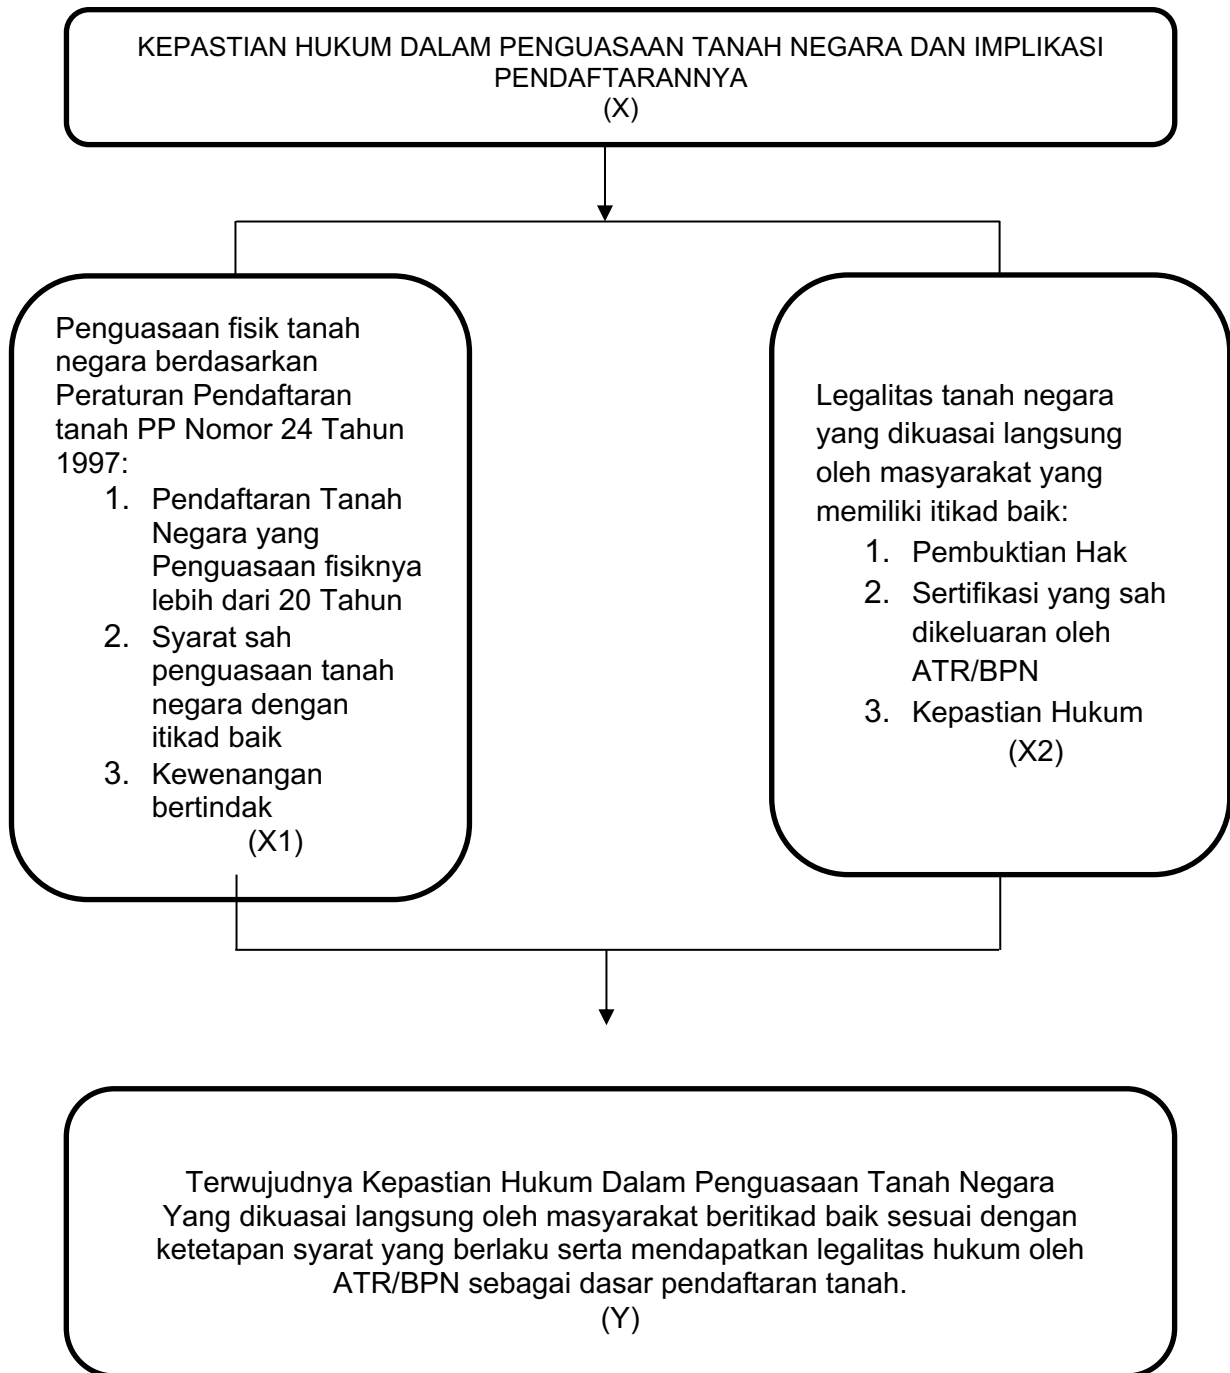 KEPASTIAN HUKUM DALAM PENGUASAAN TANAH NEGARA DAN IMPLIKASI
PENDAFTARANNYA
(X)
Penguasaan fisik tanah
negara berdasarkan
Peraturan Pendaftaran
tanah PP Nomor 24 Tahun
1997:
1. Pendaftaran Tanah
Negara yang
Penguasaan fisiknya
lebih dari 20 Tahun
2. Syarat sah
penguasaan tanah
negara dengan
itikad baik
3. Kewenangan
bertindak
(X1)
Legalitas tanah negara
yang dikuasai langsung
oleh masyarakat yang
memiliki itikad baik:
1. Pembuktian Hak
2. Sertifikasi yang sah
dikeluaran oleh
ATR/BPN
3. Kepastian Hukum
(X2)
Terwujudnya Kepastian Hukum Dalam Penguasaan Tanah Negara
Yang dikuasai langsung oleh masyarakat beritikad baik sesuai dengan
ketetapan syarat yang berlaku serta mendapatkan legalitas hukum oleh
ATR/BPN sebagai dasar pendaftaran tanah.
(Y)